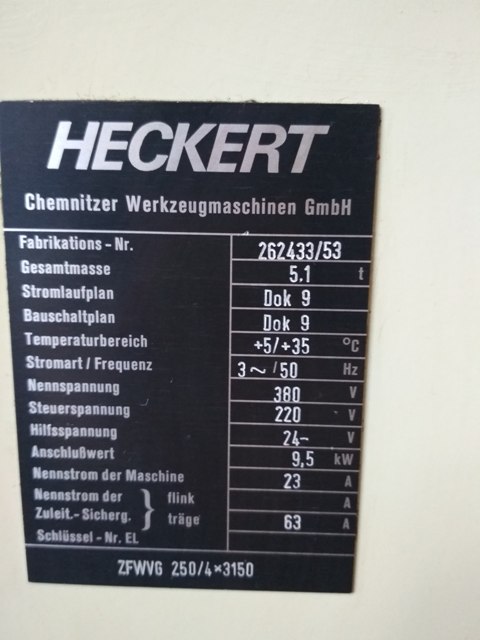 HECKERT
Chemnitzer Werkzeugmaschinen GmbH
Fabrikations-Nr. 262433/53
Gesamtmasse 5.1 t
Stromlaufplan Dok 9
Bauschaltplan Dok 9
Temperaturbereich +5/+35 °C
Stromart / Frequenz 3~/50 Hz
Nennspannung 380 V
Steuerspannung 220 V
Hilfsspannung 24– V
Anschlußwert 9,5 kW
Nennstrom der Maschine 23 A
Nennstrom der } flink A
Zuleit.-Sicherg. } träge 63 A
Schlüssel-Nr. EL
ZFWVG 250/4×3150